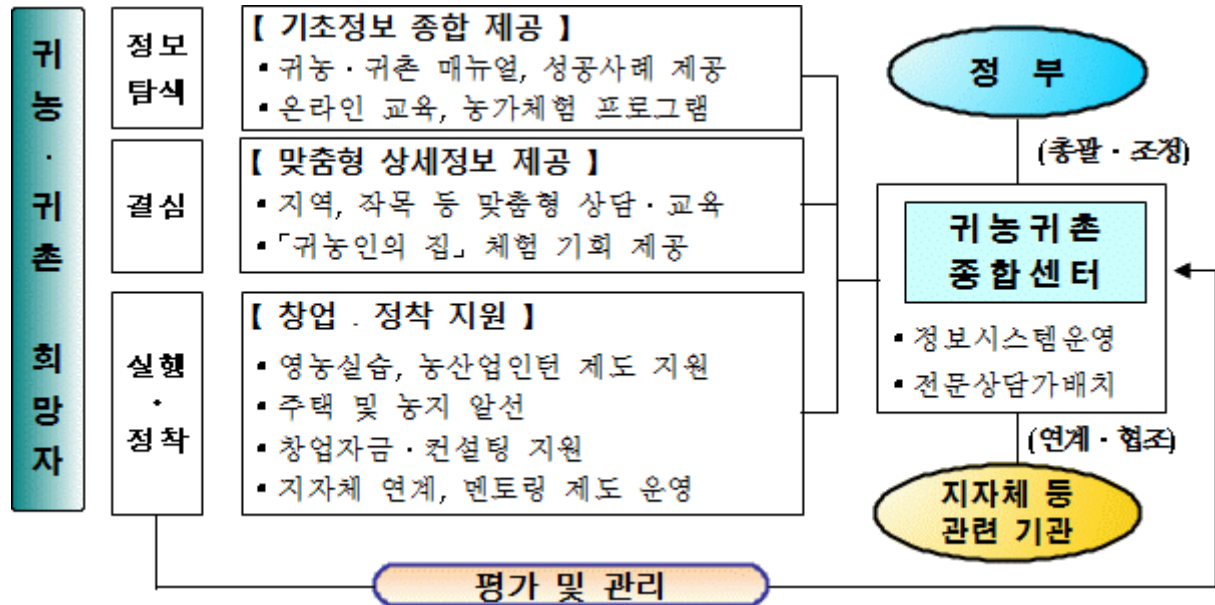 귀농·귀촌 희망자
정보
탐색
【 기초정보 종합 제공 】
▪ 귀농·귀촌 매뉴얼, 성공사례 제공
▪ 온라인 교육, 농가체험 프로그램
결심
【 맞춤형 상세정보 제공 】
▪ 지역, 작목 등 맞춤형 상담·교육
▪ 「귀농인의 집」 체험 기회 제공
실행
·
정착
【 창업 . 정착 지원 】
▪ 영농실습, 농산업인턴 제도 지원
▪ 주택 및 농지 알선
▪ 창업자금·컨설팅 지원
▪ 지자체 연계, 멘토링 제도 운영
정 부
(총괄·조정)
귀농귀촌
종합센터
▪ 정보시스템운영
▪ 전문상담가배치
(연계·협조)
지자체 등
관련 기관
평가 및 관리